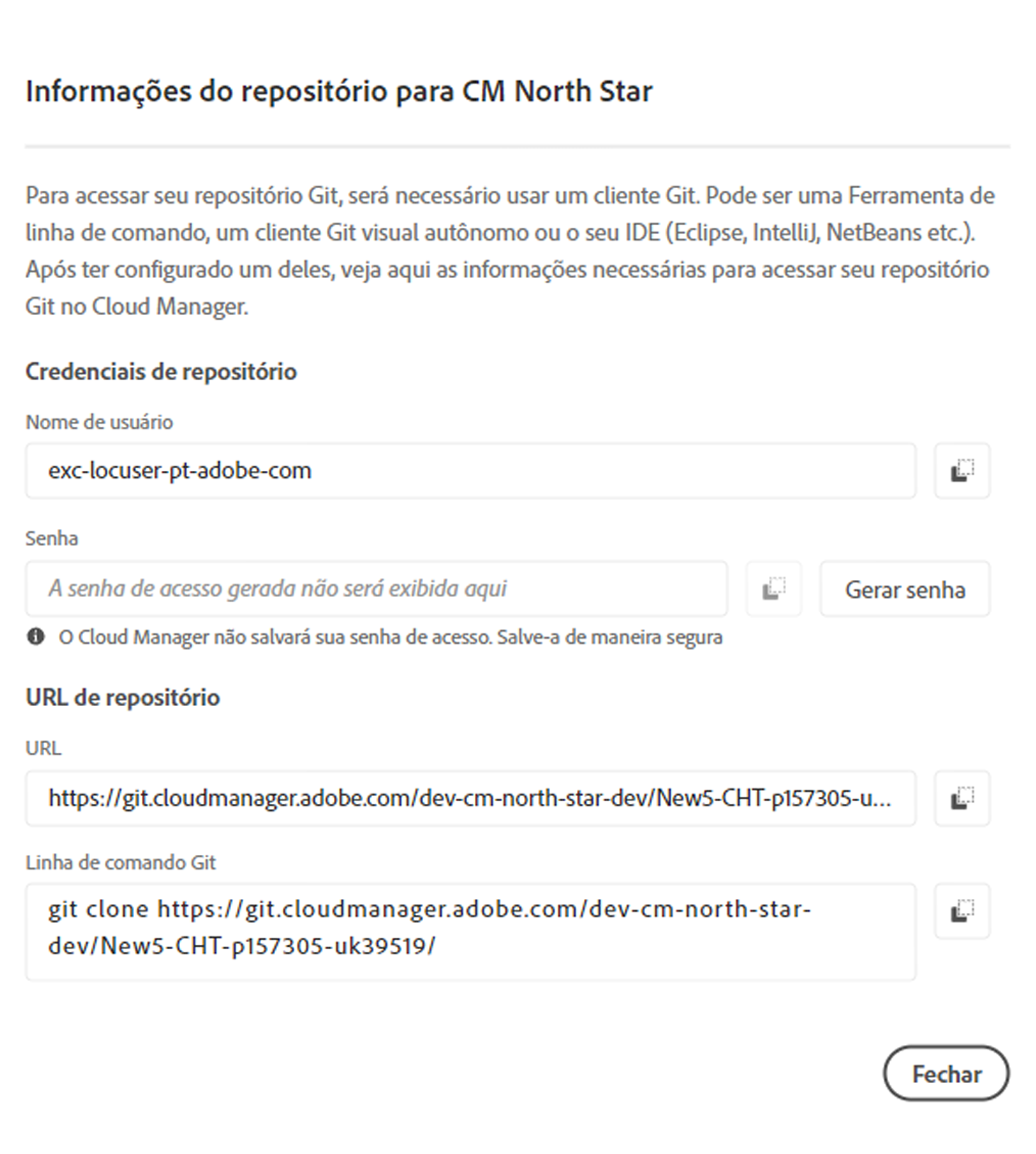 Informações do repositório para CM North Star
Para acessar seu repositório Git, será necessário usar um cliente Git. Pode ser uma Ferramenta de
linha de comando, um cliente Git visual autônomo ou o seu IDE (Eclipse, IntelliJ, NetBeans etc.).
Após ter configurado um deles, veja aqui as informações necessárias para acessar seu repositório
Git no Cloud Manager.
Credenciais de repositório
Nome de usuário
exc-locuser-pt-adobe-com
Senha
A senha de acesso gerada não será exibida aqui
Gerar senha
O Cloud Manager não salvará sua senha de acesso. Salve-a de maneira segura
URL de repositório
URL
https://git.cloudmanager.adobe.com/dev-cm-north-star-dev/New5-CHT-p157305-u...
Linha de comando Git
git clone https://git.cloudmanager.adobe.com/dev-cm-north-star-
dev/New5-CHT-p157305-uk39519/
Fechar